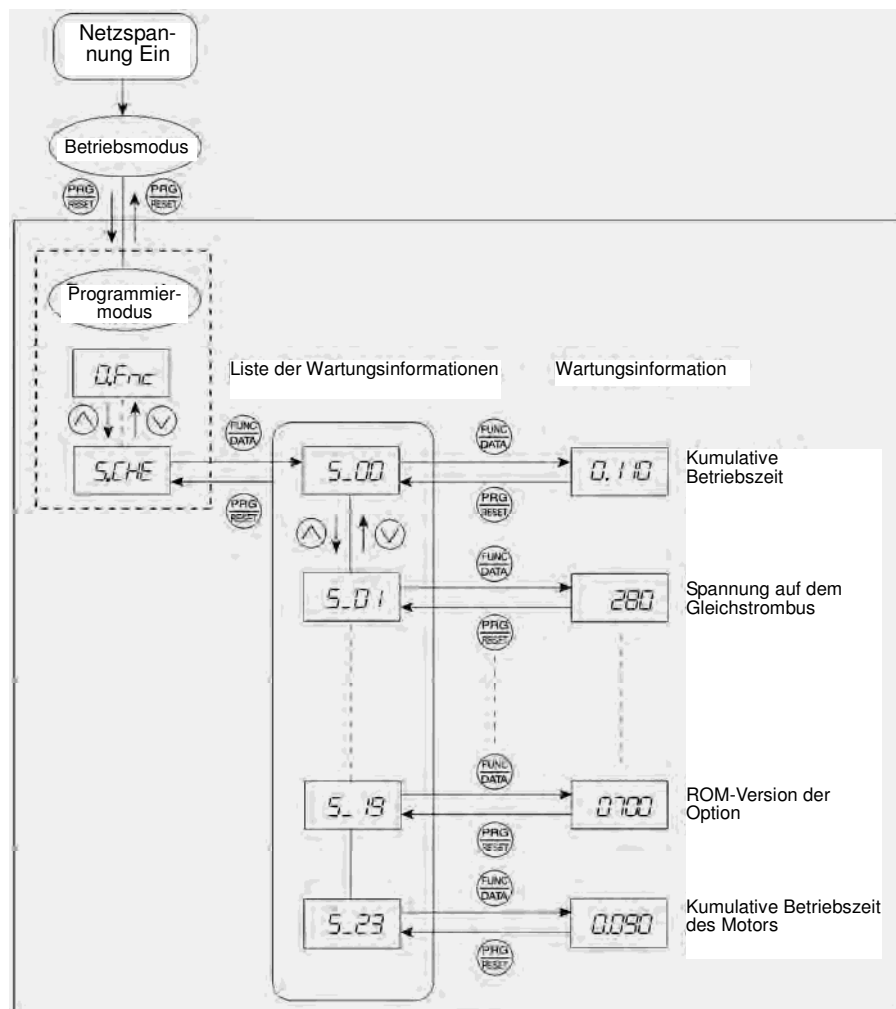 Netzspan-
nung Ein
Betriebsmodus
PRG
RESET
PRG
RESET
Programmier-
modus
0.Fnc
Liste der Wartungsinformationen
Wartungsinformation
FUNC
DATA
FUNC
DATA
5.CHE
5_00
0.110
Kumulative
Betriebszeit
PRG
RESET
PRG
RESET
FUNC
DATA
5_01
280
Spannung auf dem
Gleichstrombus
PRG
RESET
FUNC
DATA
5_19
0700
ROM-Version der
Option
PRG
RESET
FUNC
DATA
5_23
0.090
Kumulative Betriebszeit
des Motors
PRG
RESET